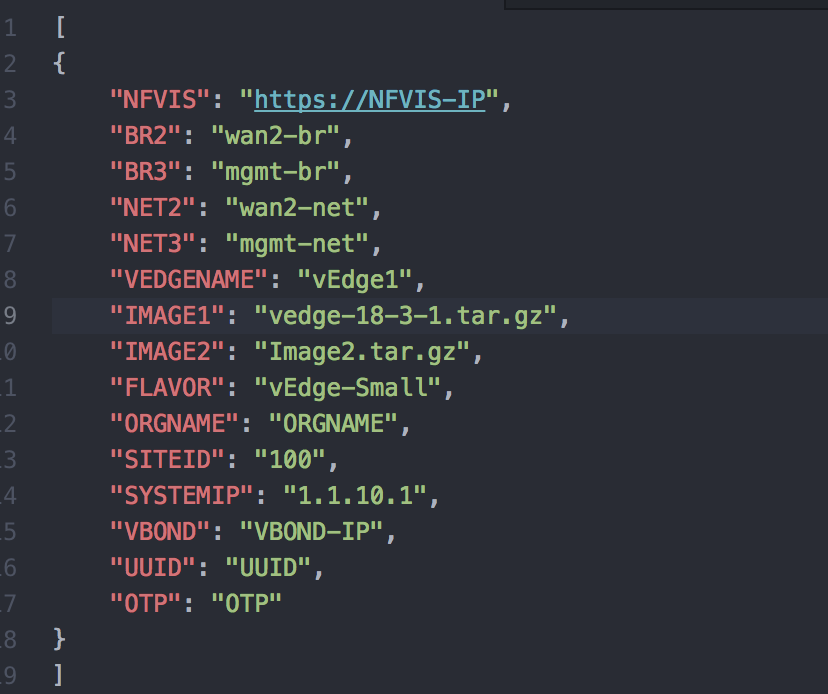 1 [
2 {
3 "NFVIS": "https://NFVIS-IP",
4 "BR2": "wan2-br",
5 "BR3": "mgmt-br",
6 "NET2": "wan2-net",
7 "NET3": "mgmt-net",
8 "VEDGENAME": "vEdge1",
9 "IMAGE1": "vedge-18-3-1.tar.gz",
0 "IMAGE2": "Image2.tar.gz",
1 "FLAVOR": "vEdge-Small",
2 "ORGNAME": "ORGNAME",
3 "SITEID": "100",
4 "SYSTEMIP": "1.1.10.1",
5 "VBOND": "VBOND-IP",
6 "UUID": "UUID",
7 "OTP": "OTP"
8 }
9 ]